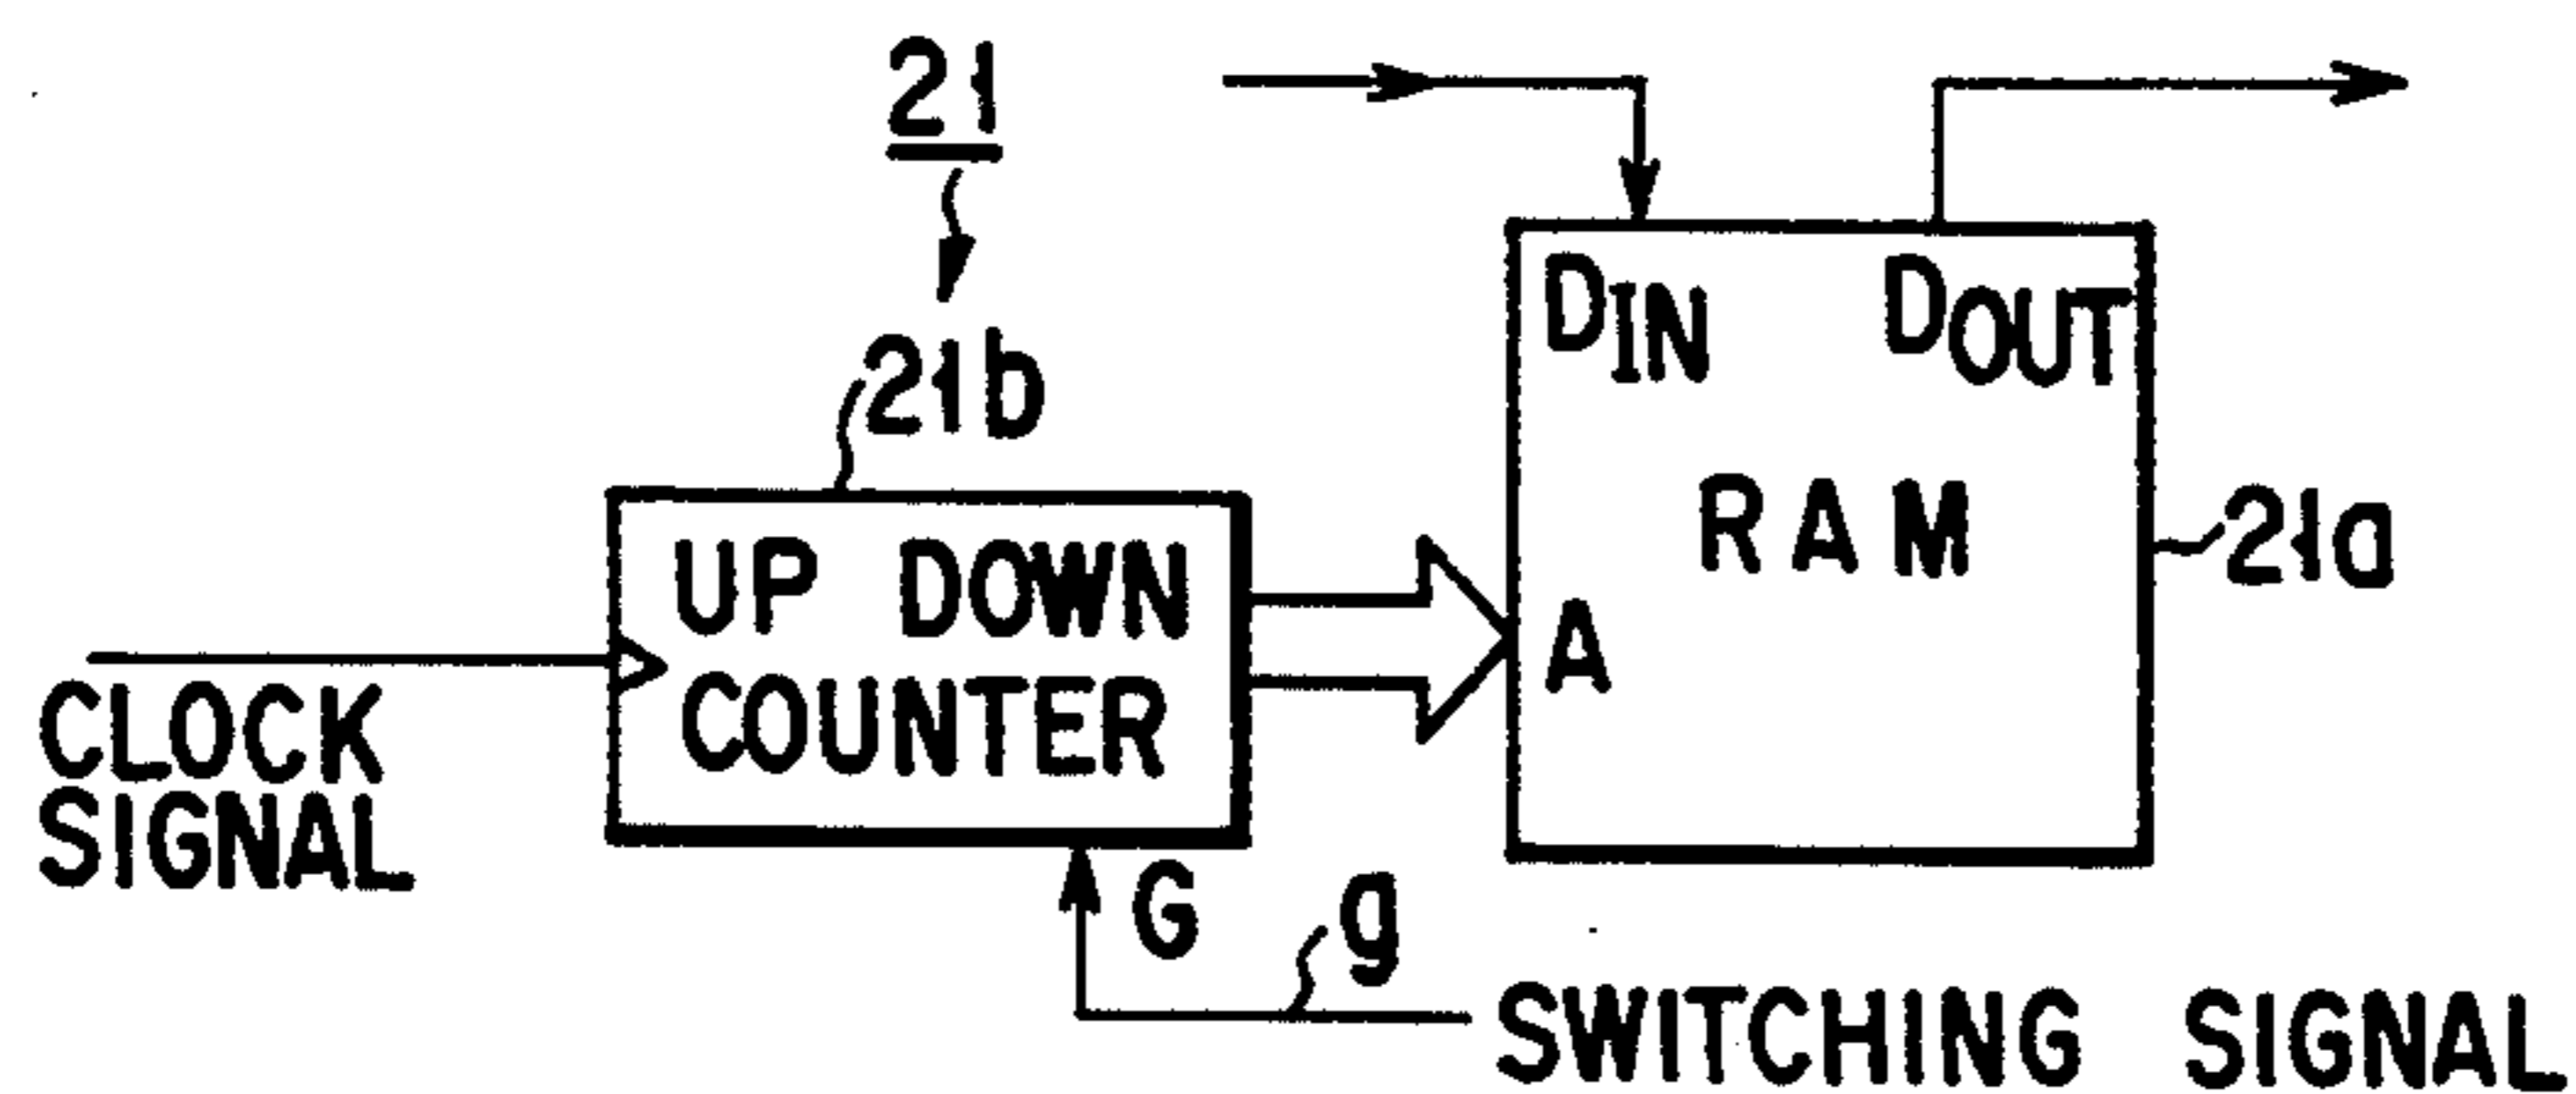 21
21b
DIN DOUT
RAM
21a
UP DOWN
COUNTER
A
CLOCK
SIGNAL
G
g
SWITCHING SIGNAL